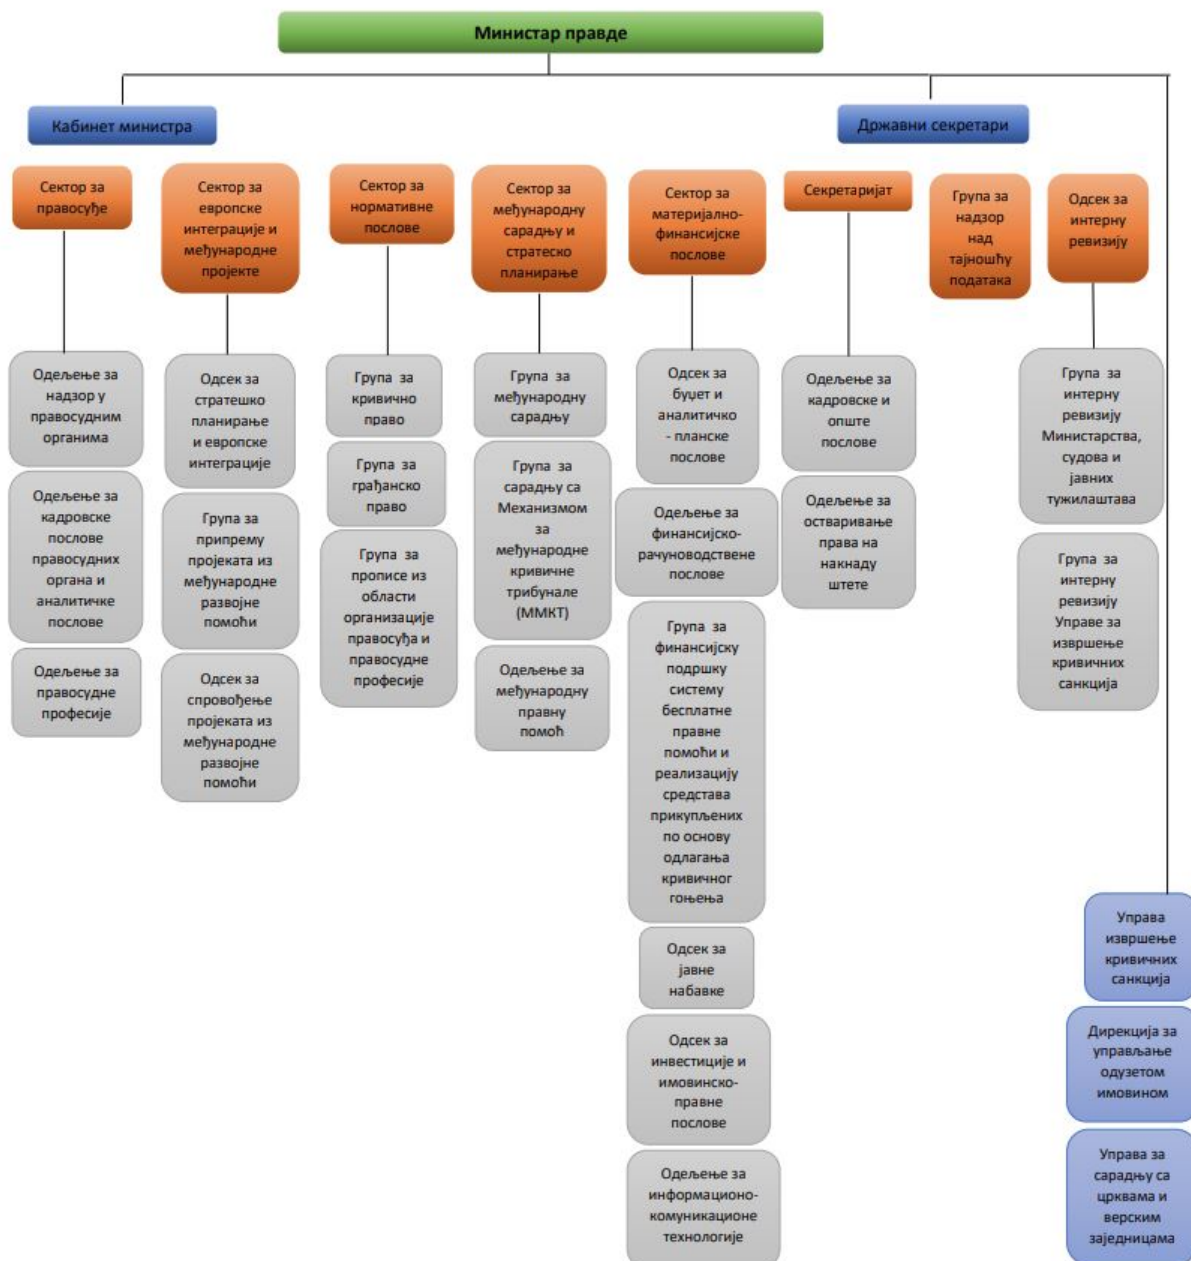 Министар правде
Кабинет министра
Државни секретари
Сектор за
правосуђе
Сектор за
европске
интеграције и
међународне
пројекте
Сектор за
нормативне
послове
Сектор за
међународну
сарадњу и
стратеско
планирање
Сектор за
материјално-
финансијске
послове
Секретаријат
Група за
надзор
над
тајношћу
података
Одсек за
интерну
ревизију
Одељење за
надзор у
правосудним
органима
Одељење за
кадровске
послове
правосудних
органа и
аналитичке
послове
Одељење за
правосудне
професије
Одсек за
стратешко
планирање
и европске
интеграције
Група за
припрему
пројеката из
међународне
развојне
помоћи
Одсек за
спровођење
пројеката из
међународне
развојне
помоћи
Група за
кривично
право
Група за
грађанско
право
Група за
прописе из
области
организације
правосуђа и
правосудне
професије
Група за
међународну
сарадњу
Група за
сарадњу са
Механизмом
за
међународне
кривичне
трибунале
(ММКТ)
Одељење за
међународну
правну
помоћ
Одсек за
буџет и
аналитичко
- планске
послове
Одељење за
финансијско-
рачуноводствене
послове
Група за
финансијску
подршку
систему
бесплатне
правне
помоћи и
реализацију
средстава
прикупљених
по основу
одлагања
кривичног
гоњења
Одсек за
јавне
набавке
Одсек за
инвестиције и
имовинско-
правне
послове
Одељење за
информационо-
комуникационе
технологије
Одељење за
кадровске и
опште
послове
Одељење за
остваривање
права на
накнаду
штете
Група за
интерну
ревизију
Министарства,
судова и
јавних
тужилаштава
Група за
интерну
ревизију
Управе за
извршење
кривичних
санкција
Управа
извршење
кривичних
санкција
Дирекција за
управљање
одузетом
имовином
Управа за
сарадњу са
црквама и
верским
заједницама